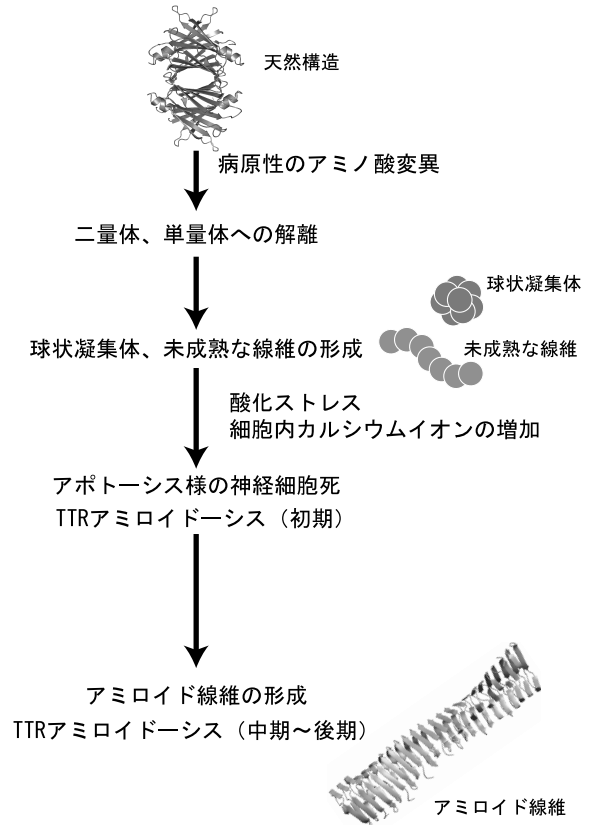 天然構造
病原性のアミノ酸変異
二量体、単量体への解離
球状凝集体
球状凝集体、未成熟な線維の形成
未成熟な線維
酸化ストレス
細胞内カルシウムイオンの増加
アポトーシス様の神経細胞死
TTRアミロイドーシス（初期）
アミロイド線維の形成
TTRアミロイドーシス（中期～後期）
アミロイド線維